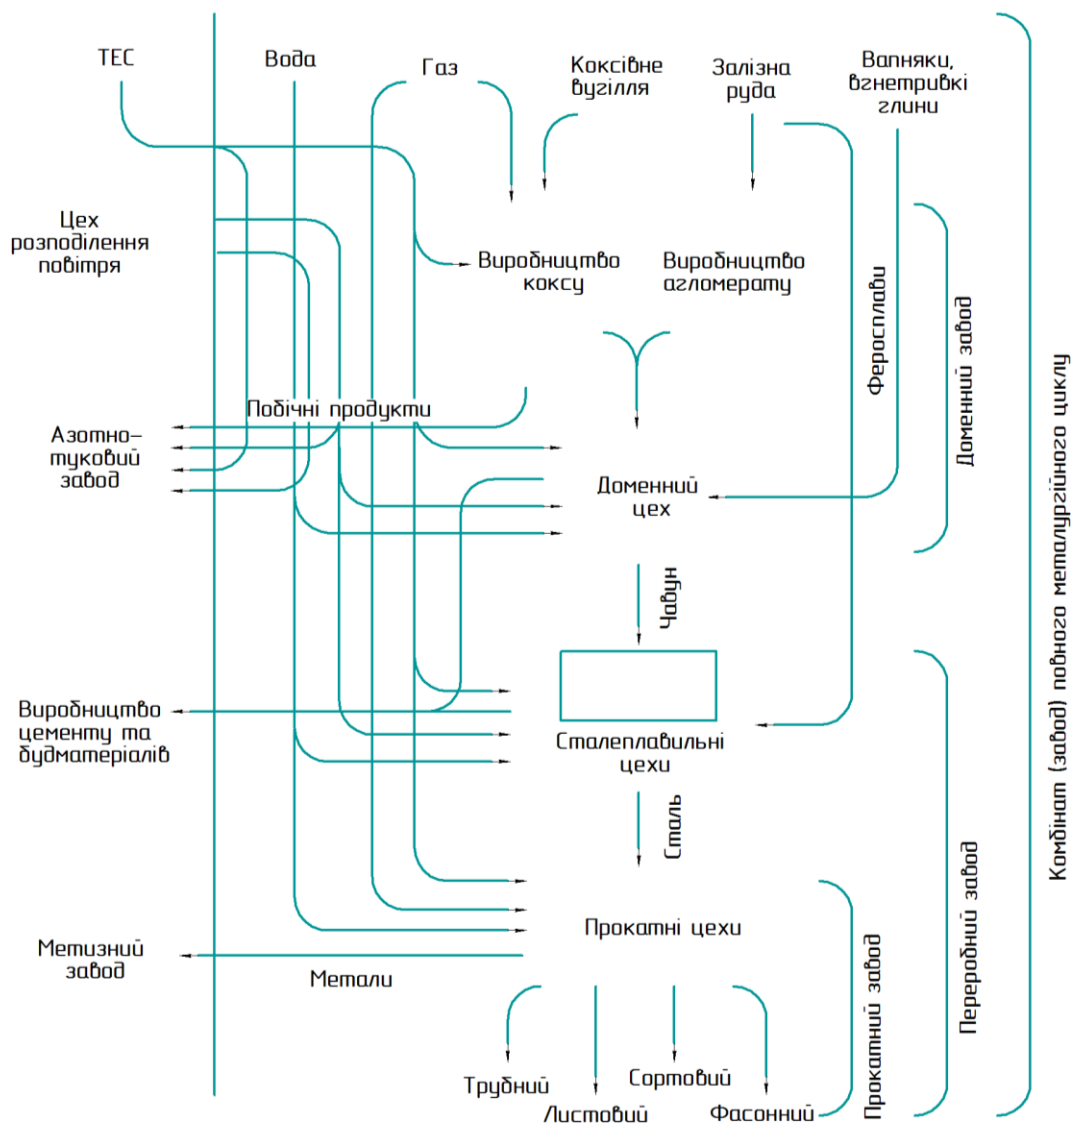 ТЕС
Вода
Газ
Коксівне
вугілля
Залізна
руда
Вапняки,
вгнетривкі
глини
Цех
розподілення
повітря
Виробництво
коксу
Виробництво
агломерату
Феросплави
Доменний завод
Побічні продукти
Азотно-
туковий
завод
Доменний
цех
Чавун
Комбінат (завод) повного металургійного циклу
Виробництво
цементу та
будматеріалів
Сталеплавильні
цехи
Сталь
Переробний завод
Прокатні цехи
Прокатний завод
Метизний
завод
Метали
Трубний
Листовий
Сортовий
Фасонний